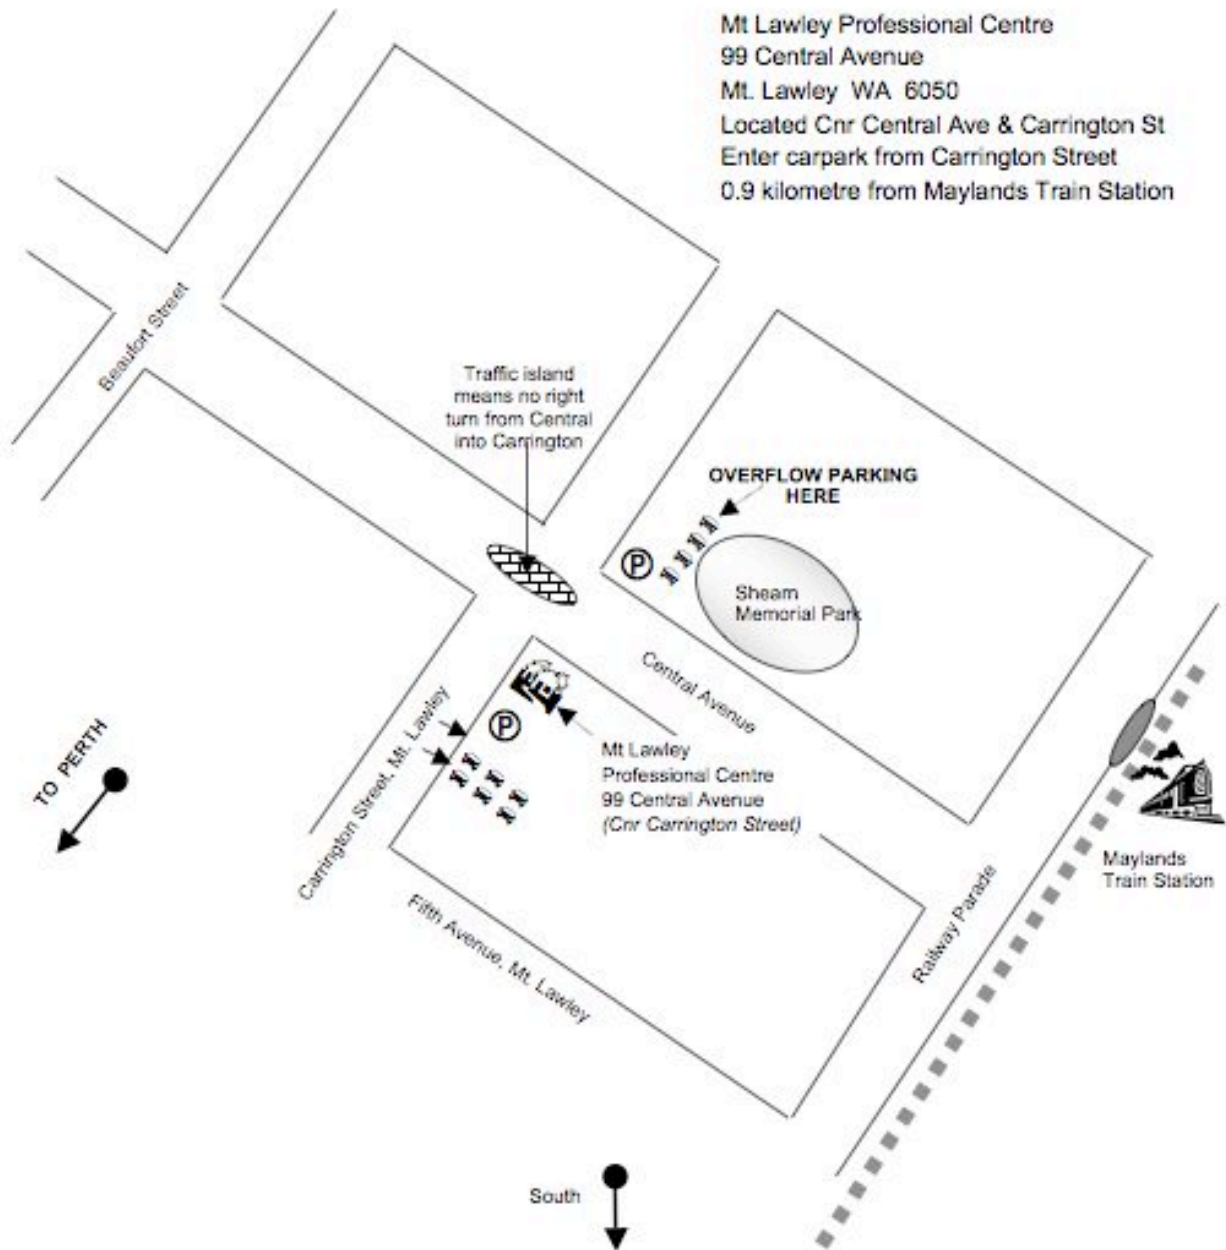 Mt Lawley Professional Centre
99 Central Avenue
Mt. Lawley WA 6050
Located Cnr Central Ave & Carrington St
Enter carpark from Carrington Street
0.9 kilometre from Maylands Train Station
Beaufort Street
Traffic island
means no right
turn from Central
into Carrington
OVERFLOW PARKING
HERE
P
Shearn
Memorial Park
Central Avenue
TO PERTH
Carrington Street, Mt. Lawley
P
Mt Lawley
Professional Centre
99 Central Avenue
(Cnr Carrington Street)
Maylands
Train Station
Railway Parade
Fifth Avenue, Mt. Lawley
South